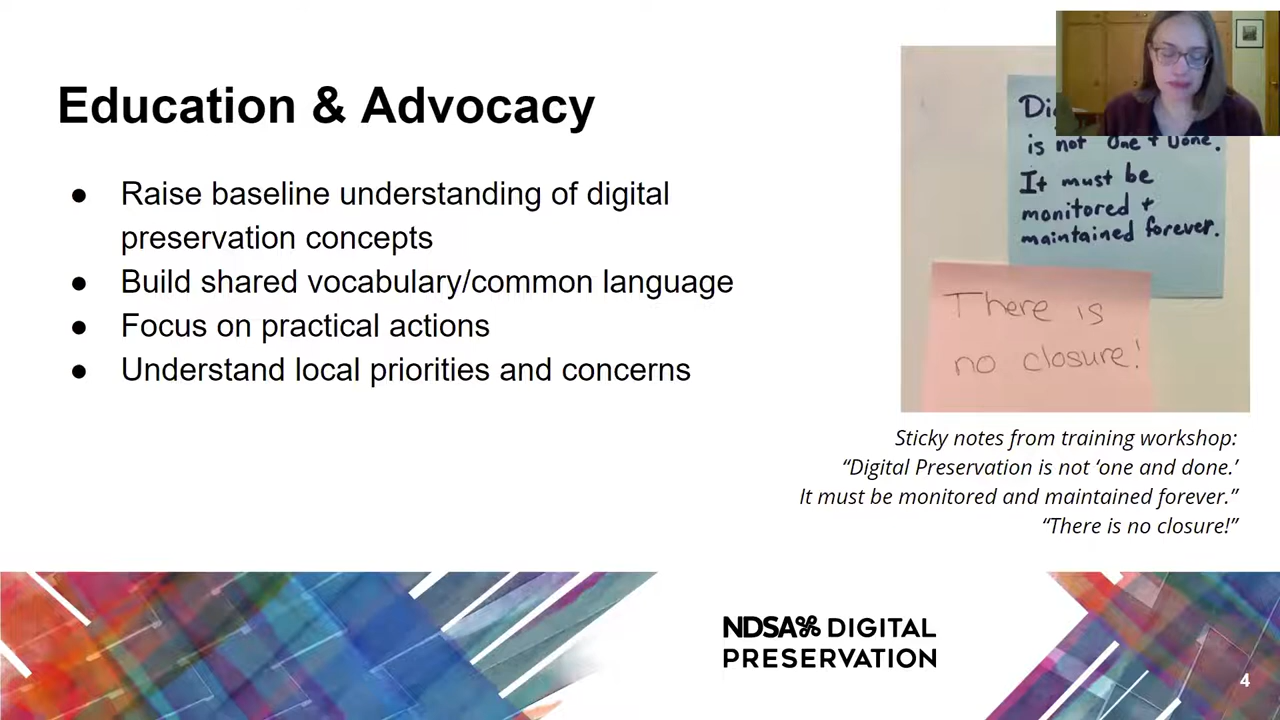 Education & Advocacy
● Raise baseline understanding of digital
preservation concepts
● Build shared vocabulary/common language
● Focus on practical actions
● Understand local priorities and concerns
is not One + Done.
It must be
monitored +
maintained forever.
There is
no closure!
Sticky notes from training workshop:
“Digital Preservation is not ‘one and done.’
It must be monitored and maintained forever.”
“There is no closure!”
NDSA DIGITAL
PRESERVATION
4